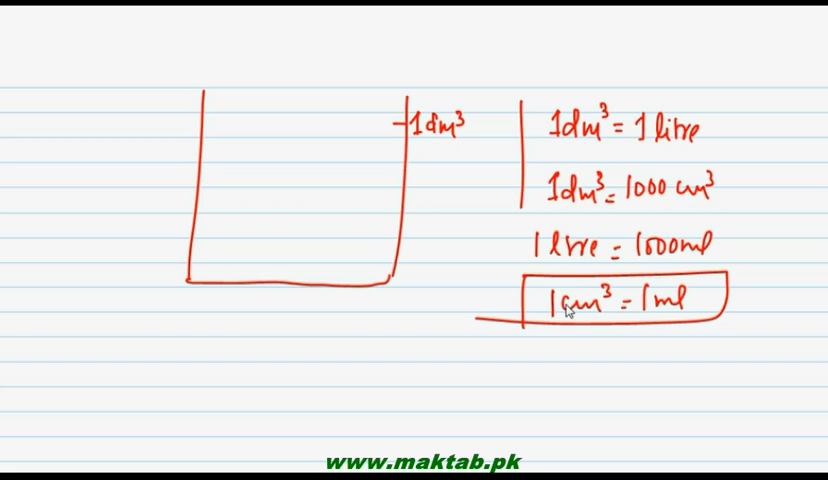 1dm³
1dm³ = 1 litre
1dm³ = 1000 cm³
1 litre = 1000ml
1cm³ = 1ml
www.maktab.pk